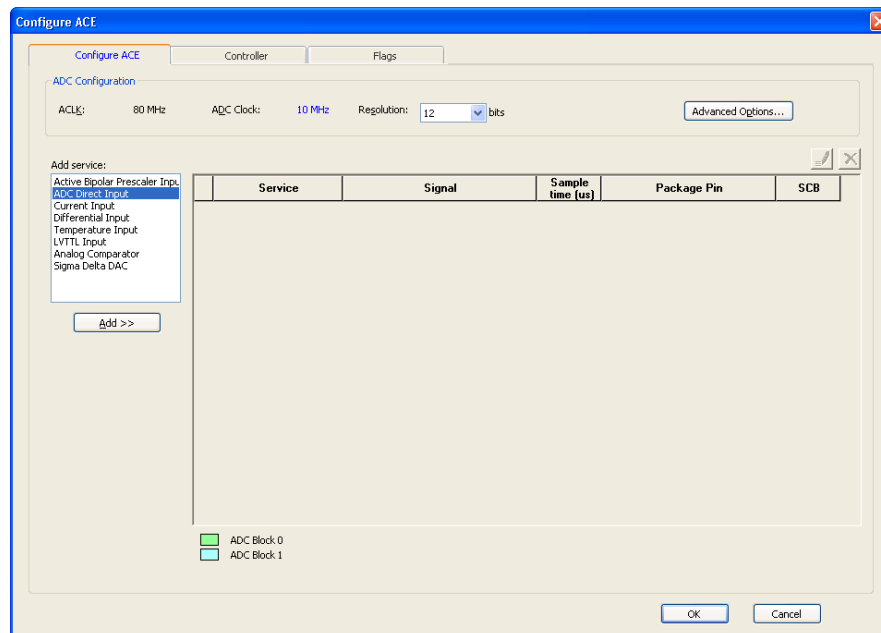 Configure ACE
Configure ACE Controller Flags
ADC Configuration
ACLK: 80 MHz ADC Clock: 10 MHz Resolution: 12 bits Advanced Options...
Add service:
Active Bipolar Prescaler Inpu
ADC Direct Input
Current Input
Differential Input
Temperature Input
LVTTL Input
Analog Comparator
Sigma Delta DAC
Add >>
Service Signal Sample time (us) Package Pin SCB
ADC Block 0
ADC Block 1
OK Cancel